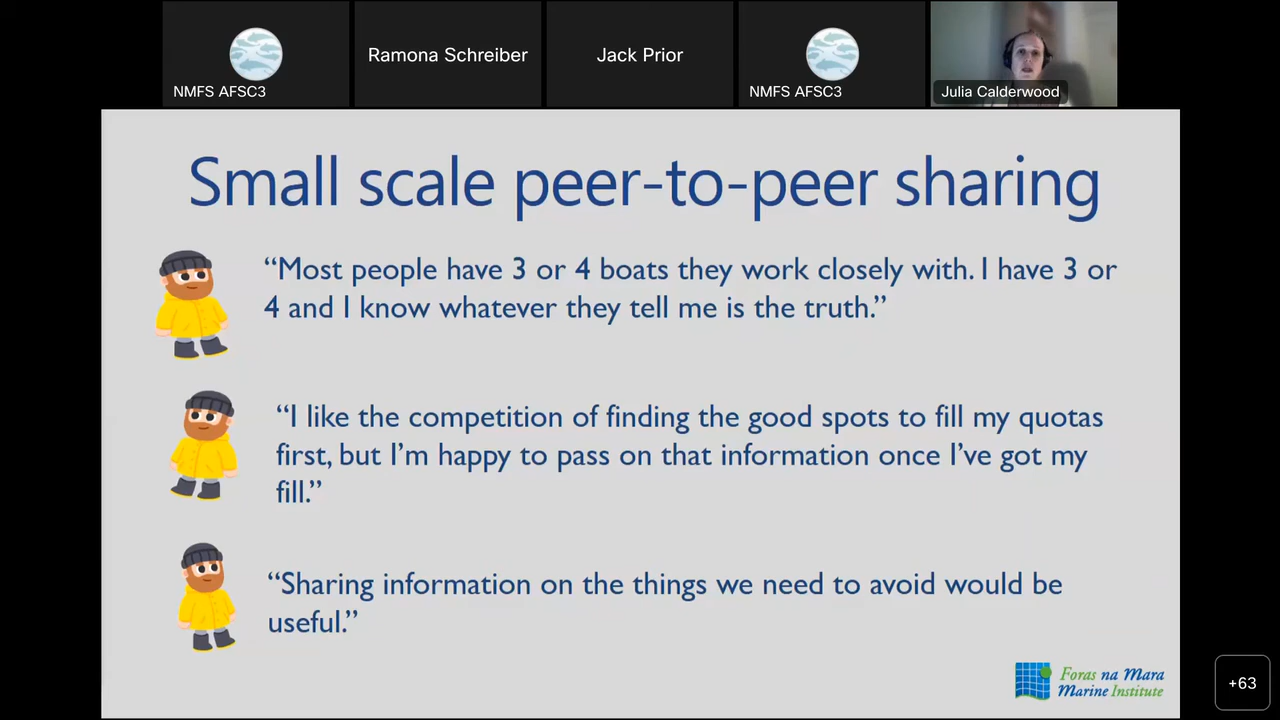 NMFS AFSC3
Ramona Schreiber
Jack Prior
NMFS AFSC3
Julia Calderwood
Small scale peer-to-peer sharing
“Most people have 3 or 4 boats they work closely with. I have 3 or
4 and I know whatever they tell me is the truth.”
“I like the competition of finding the good spots to fill my quotas
first, but I’m happy to pass on that information once I’ve got my
fill.”
“Sharing information on the things we need to avoid would be
useful.”
Foras na Mara
Marine Institute
+63